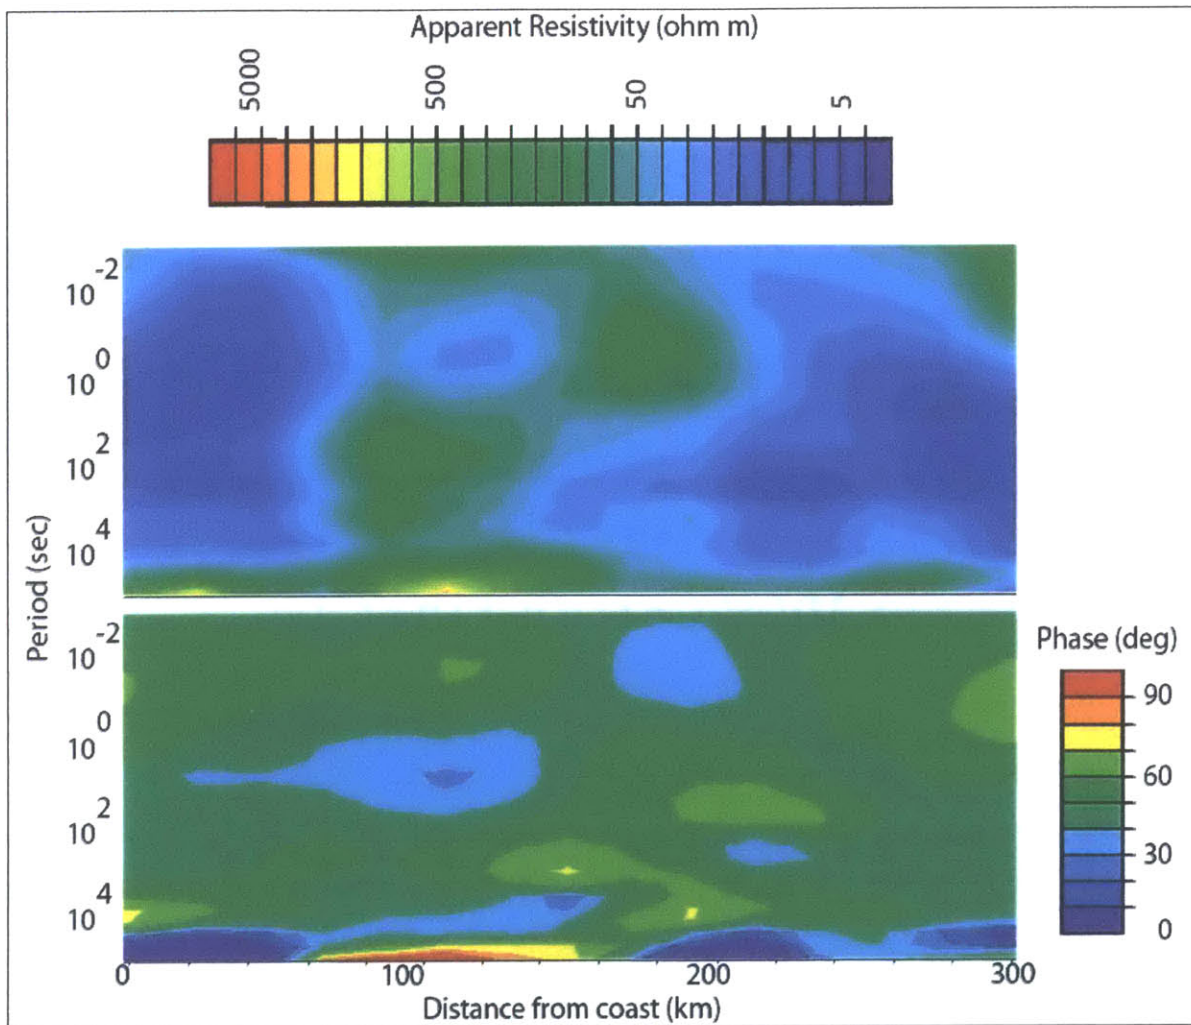 Apparent Resistivity (ohm m)
5000 500 50 5
10-2
100
102
104
Period (sec)
10-2
100
102
104
Phase (deg)
90
60
30
0
0 100 200 300
Distance from coast (km)